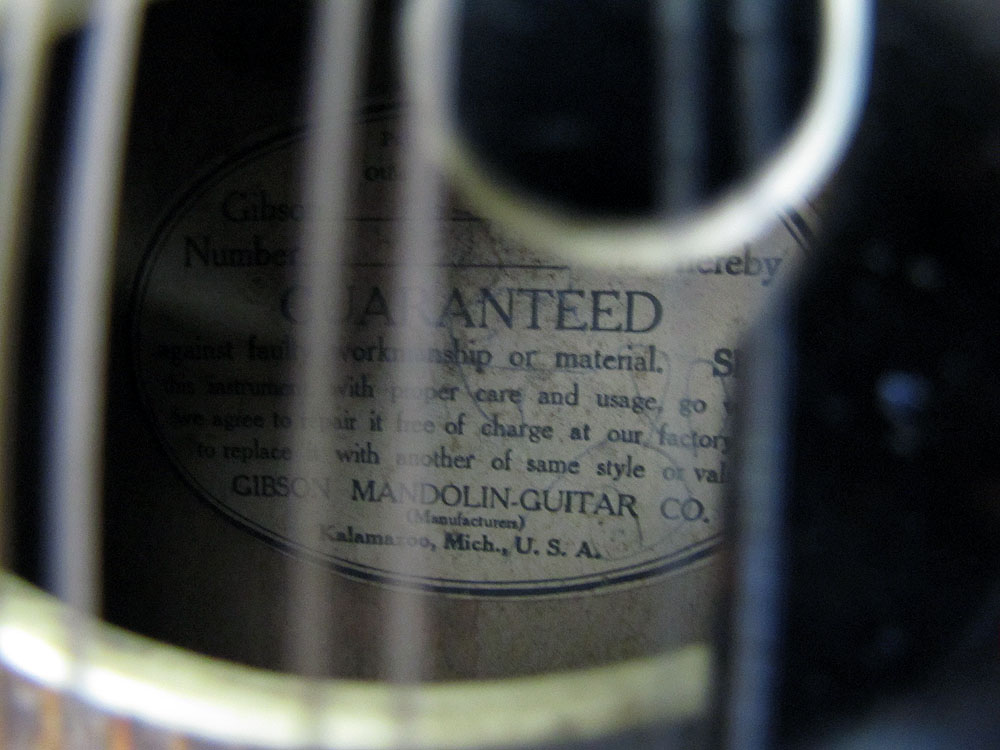 Gibson
Number hereby
GUARANTEED
against faulty workmanship or material.
this instrument with proper care and usage, go
we agree to repair it free of charge at our factory
to replace it with another of same style or
GIBSON MANDOLIN-GUITAR CO.
(Manufacturers)
Kalamazoo, Mich., U. S. A.